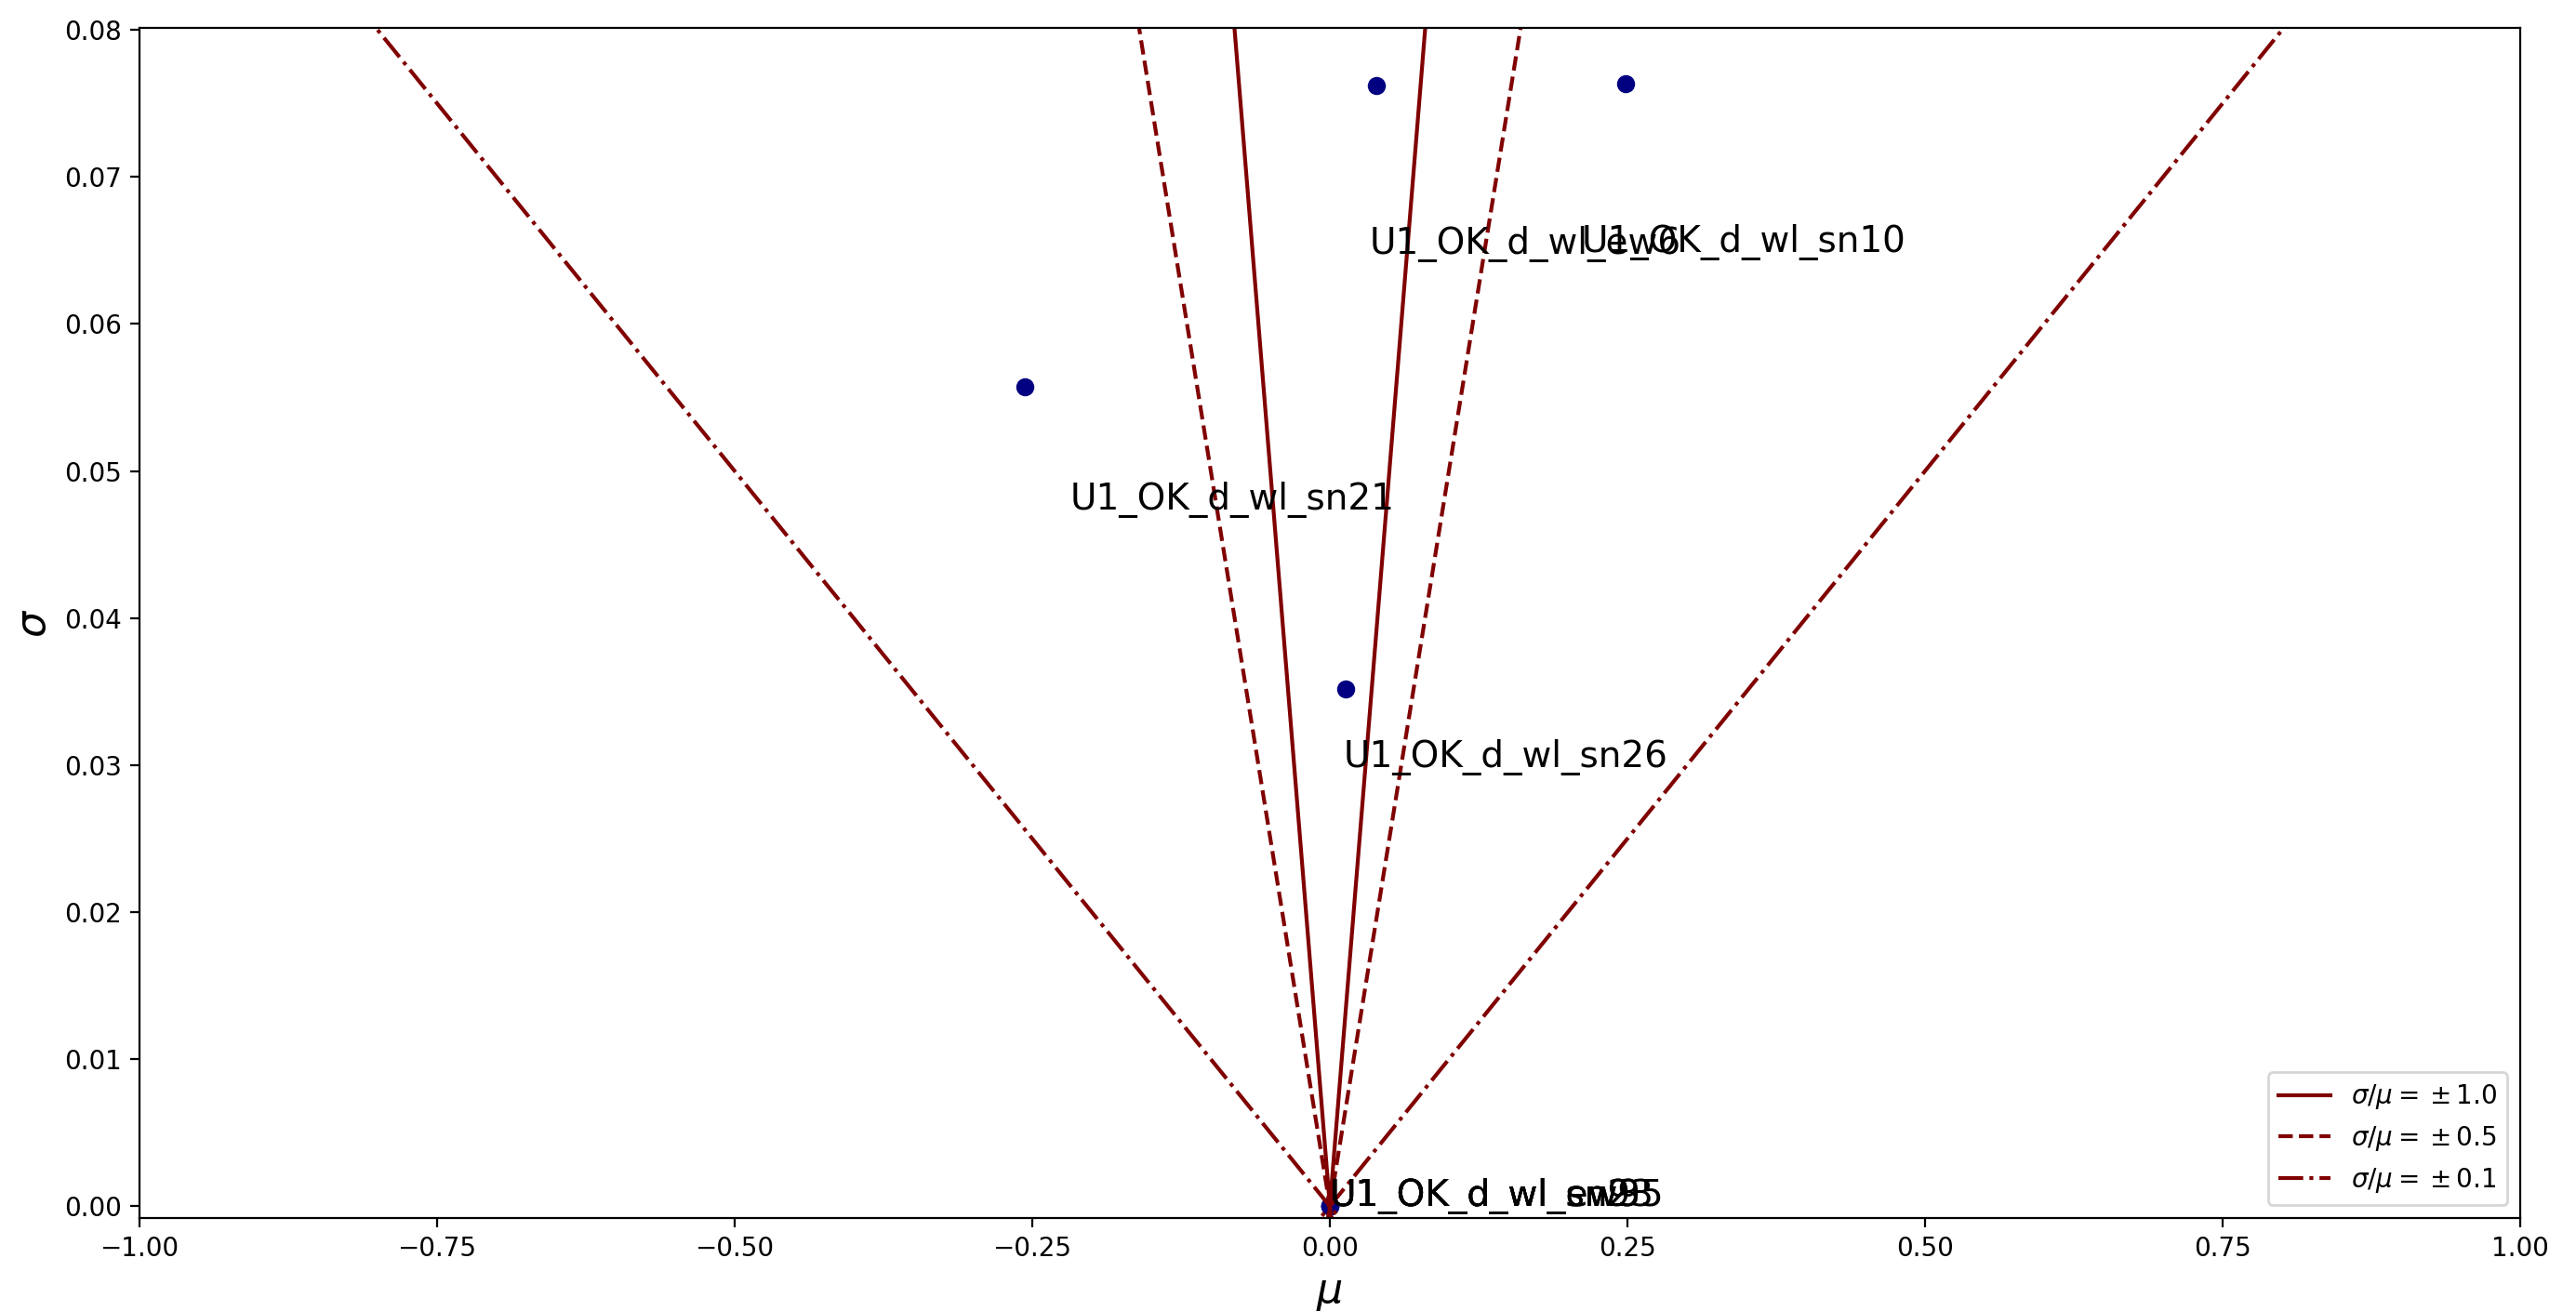 0.08
0.07
0.06
0.05
0.04
0.03
0.02
0.01
0.00
σ
U1_OK_d_wl_ew6
U1_OK_d_wl_sn10
U1_OK_d_wl_sn21
U1_OK_d_wl_sn26
U1_OK_d_wl
σ/μ = ±1.0
σ/μ = ±0.5
σ/μ = ±0.1
−1.00 −0.75 −0.50 −0.25 0.00 0.25 0.50 0.75 1.00
μ